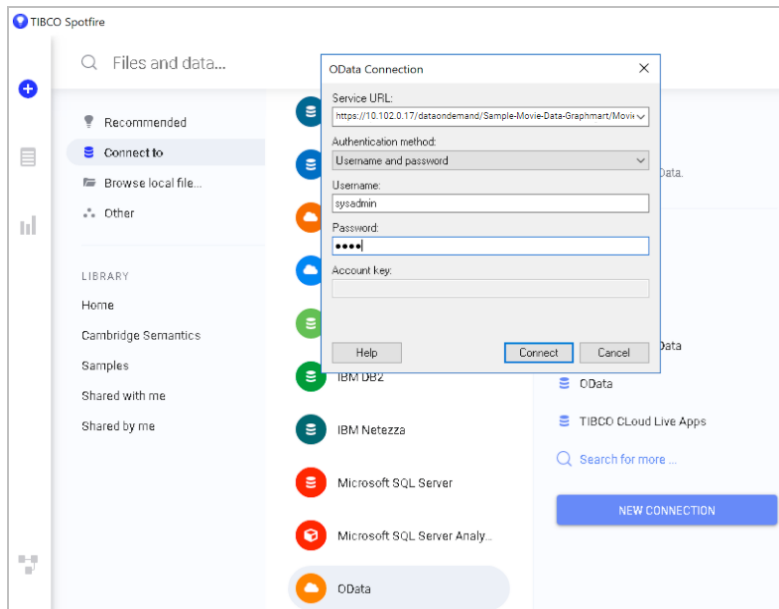 TIBCO Spotfire
Files and data...
Recommended
Connect to
Browse local file...
Other
LIBRARY
Home
Cambridge Semantics
Samples
Shared with me
Shared by me
OData Connection
Service URL:
https://10.102.0.17/dataondemand/Sample-Movie-Data-Graphmart/Movie
Authentication method:
Username and password
Username:
sysadmin
Password:
••••
Account key:
Help
Connect
Cancel
IBM DB2
IBM Netezza
Microsoft SQL Server
Microsoft SQL Server Analy...
OData
Data.
Data
OData
TIBCO CLoud Live Apps
Search for more ...
NEW CONNECTION